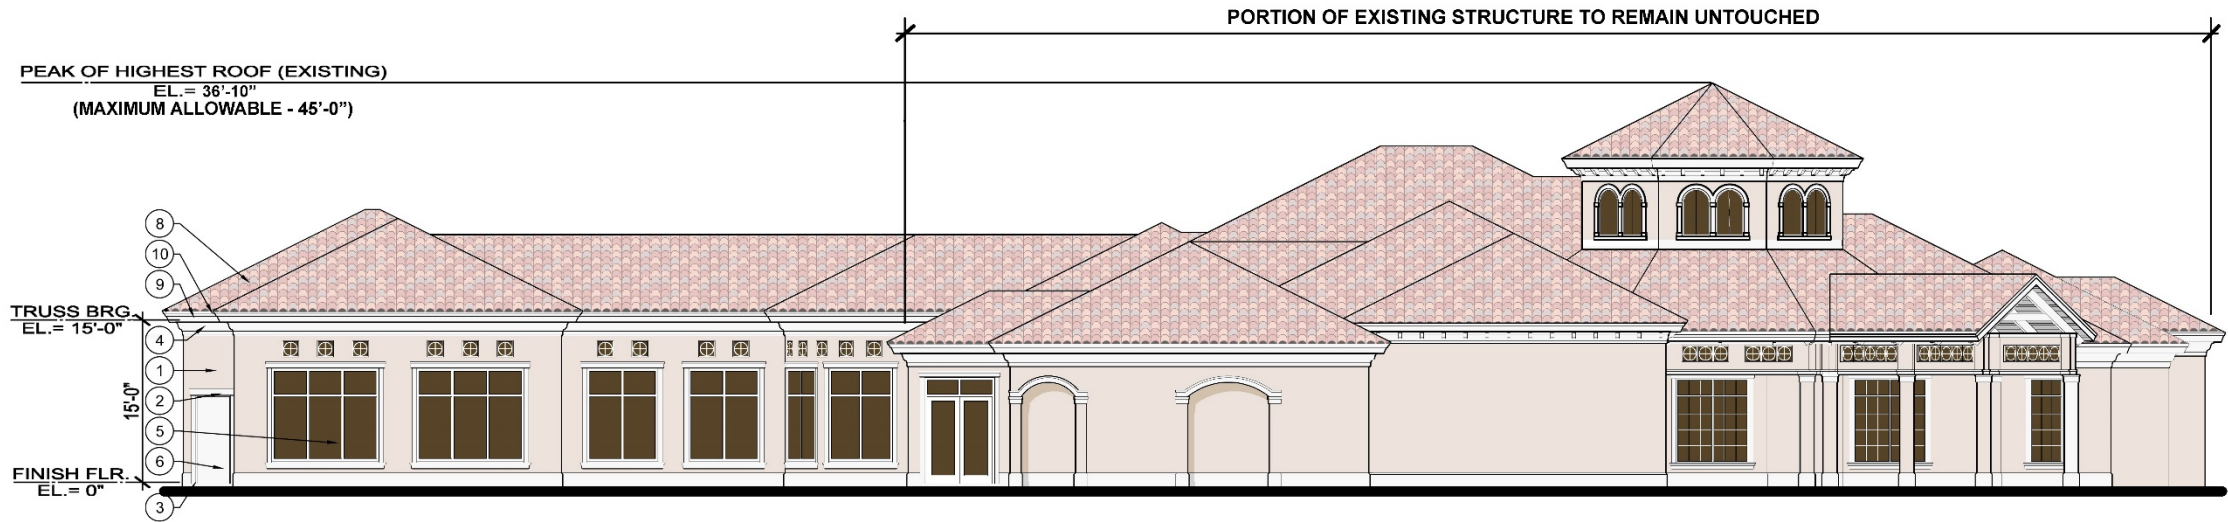 PORTION OF EXISTING STRUCTURE TO REMAIN UNTOUCHED
PEAK OF HIGHEST ROOF (EXISTING)
EL.= 36'-10"
(MAXIMUM ALLOWABLE - 45'-0")
8
10
9
TRUSS BRG.
EL.= 15'-0"
4
1
2
15'-0"
5
6
FINISH FLR.
EL.= 0"
3